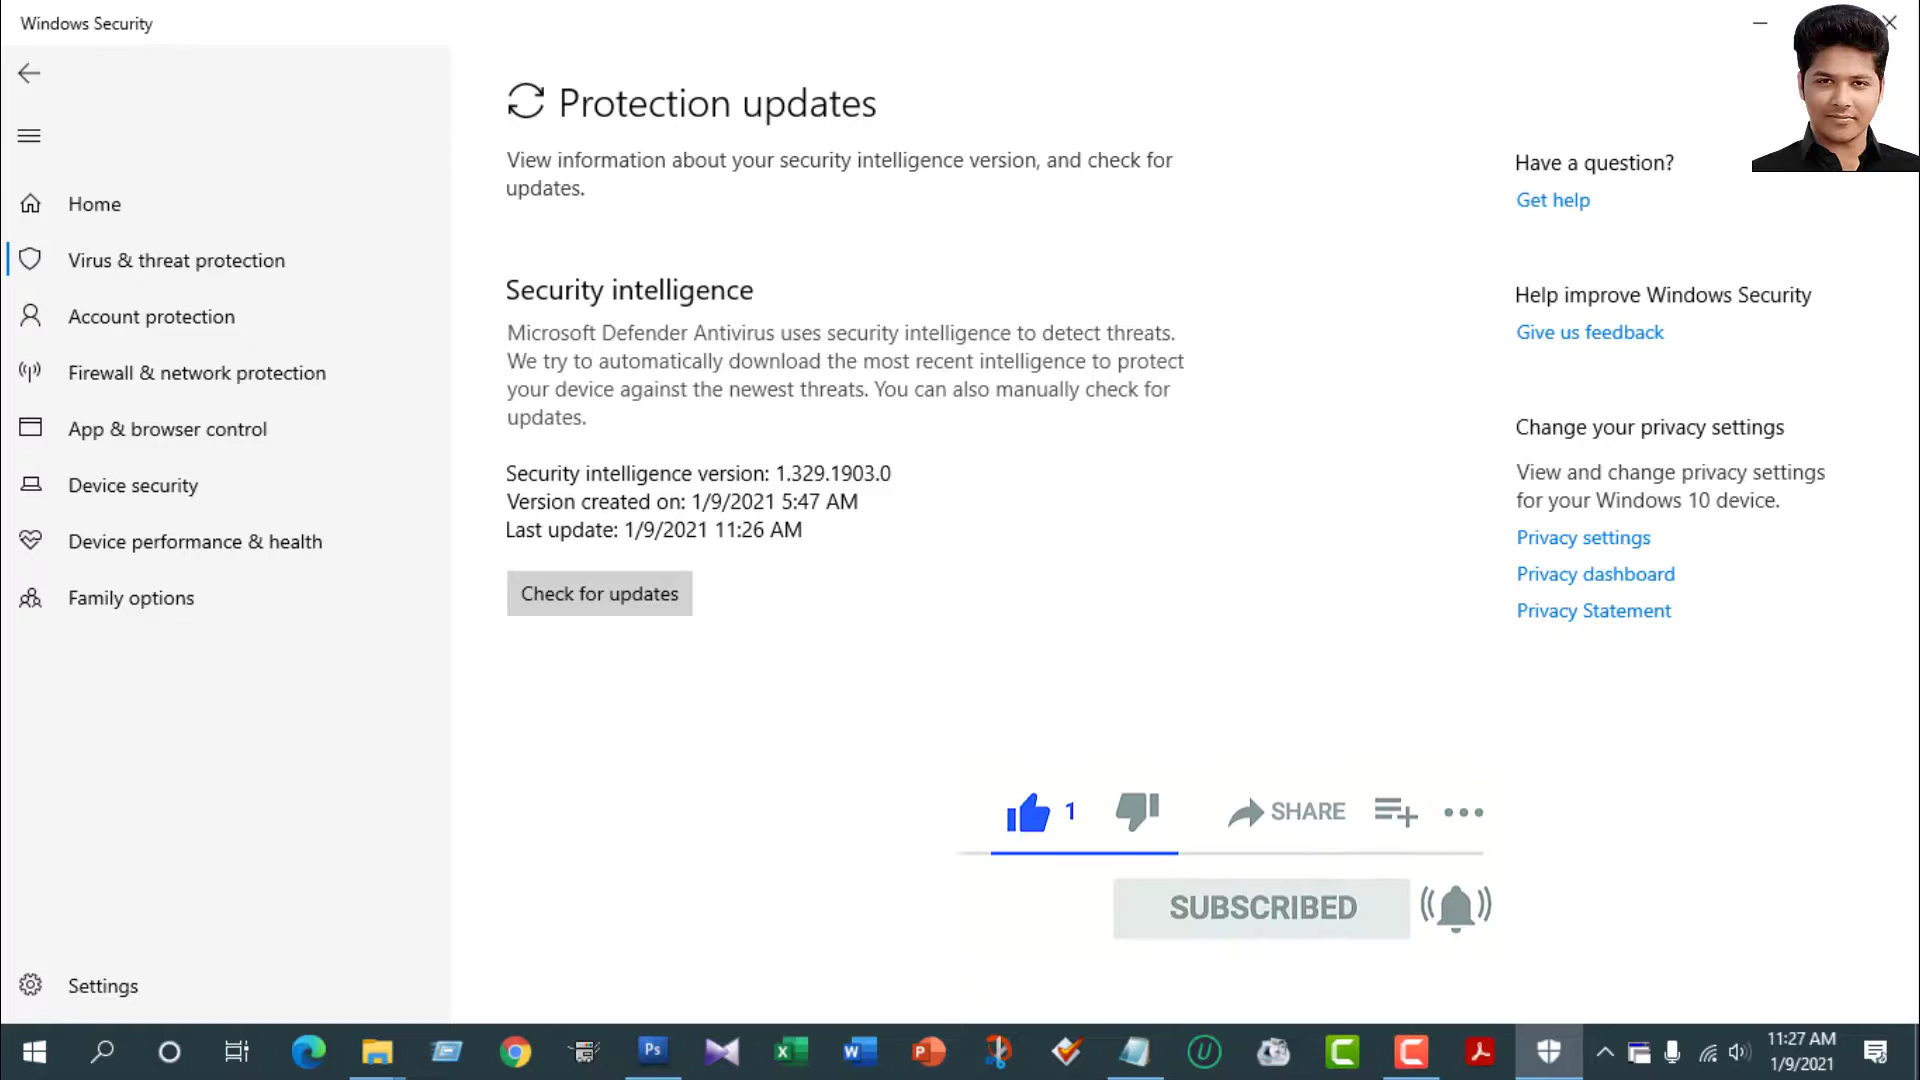 Windows Security
Protection updates
View information about your security intelligence version, and check for
updates.
Have a question?
Get help
Home
Virus & threat protection
Account protection
Firewall & network protection
App & browser control
Device security
Device performance & health
Family options
Settings
Security intelligence
Microsoft Defender Antivirus uses security intelligence to detect threats.
We try to automatically download the most recent intelligence to protect
your device against the newest threats. You can also manually check for
updates.
Security intelligence version: 1.329.1903.0
Version created on: 1/9/2021 5:47 AM
Last update: 1/9/2021 11:26 AM
Check for updates
Help improve Windows Security
Give us feedback
Change your privacy settings
View and change privacy settings
for your Windows 10 device.
Privacy settings
Privacy dashboard
Privacy Statement
1
SHARE
SUBSCRIBED
Ps
X
W
P
U
C
C
11:27 AM
1/9/2021